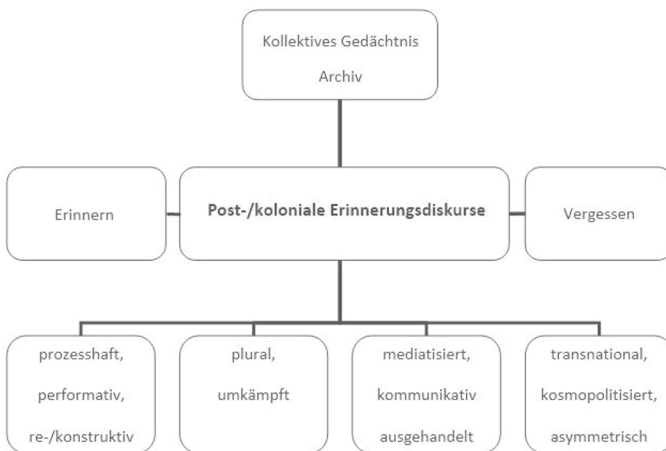 Kollektives Gedächtnis
Archiv
Erinnern
Post-/koloniale Erinnerungsdiskurse
Vergessen
prozesshaft,
performativ,
re-/konstruktiv
plural,
umkämpft
mediatisiert,
kommunikativ
ausgehandelt
transnational,
kosmopolitisiert,
asymmetrisch